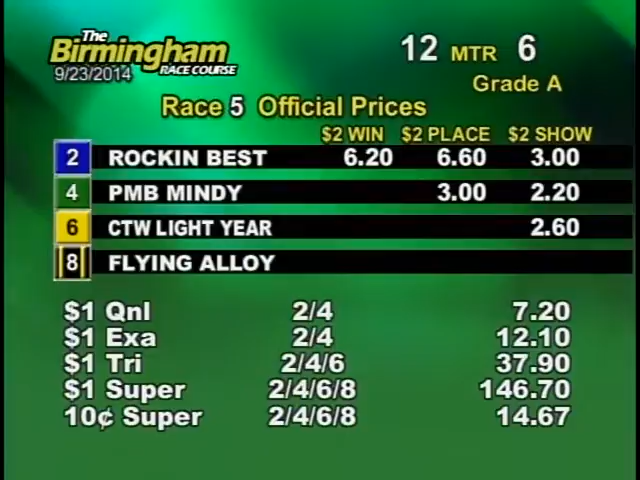 The
Birmingham
RACE COURSE
9/23/2014
12 MTR 6
Grade A
Race 5 Official Prices
$2 WIN $2 PLACE $2 SHOW
2 ROCKIN BEST 6.20 6.60 3.00
4 PMB MINDY 3.00 2.20
6 CTW LIGHT YEAR 2.60
8 FLYING ALLOY
$1 Qnl 2/4 7.20
$1 Exa 2/4 12.10
$1 Tri 2/4/6 37.90
$1 Super 2/4/6/8 146.70
10¢ Super 2/4/6/8 14.67